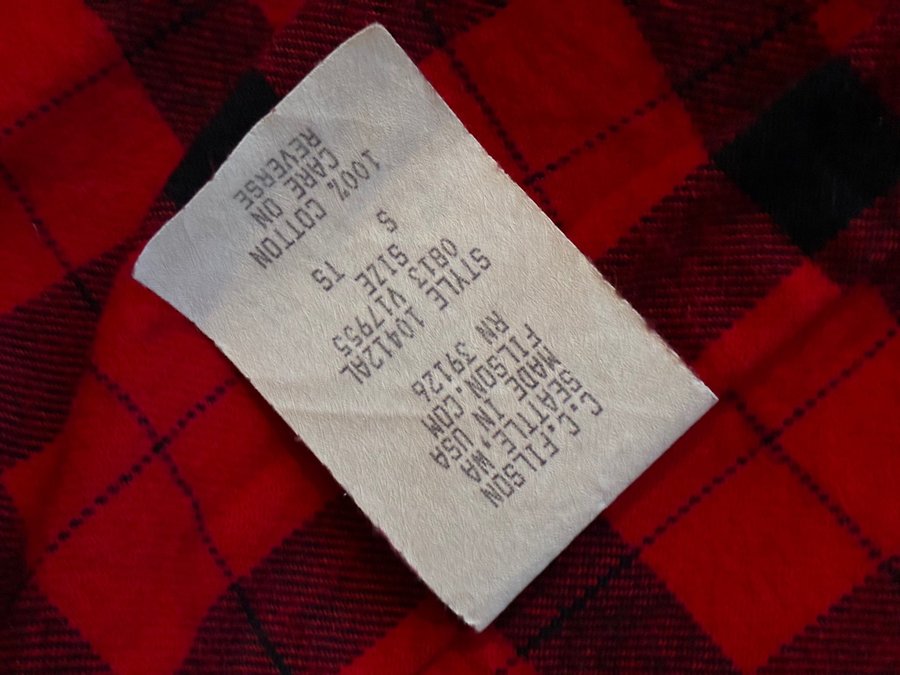 C.C.FILSON
SEATTLE, WA
MADE IN USA
FILSON.COM
RN 39126
STYLE 10412AL
0813 V17955
SIZE TS
S
100% COTTON
CARE ON
REVERSE